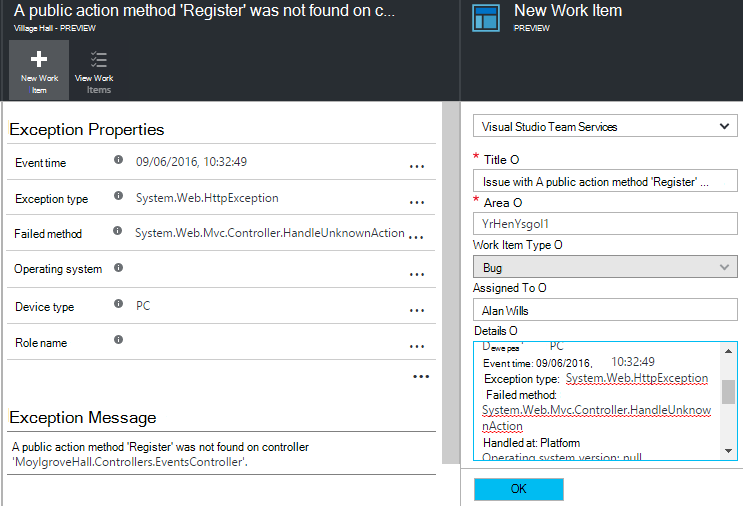 A public action method 'Register' was not found on c...
Village Hall - PREVIEW
New Work Item
View Work Items
Exception Properties
Event time 09/06/2016, 10:32:49 ...
Exception type System.Web.HttpException ...
Failed method System.Web.Mvc.Controller.HandleUnknownAction ...
Operating system ...
Device type PC ...
Role name ...
...
Exception Message
A public action method 'Register' was not found on controller
'MoylgroveHall.Controllers.EventsController'.
New Work Item
PREVIEW
Visual Studio Team Services
* Title O
Issue with A public action method 'Register' ...
* Area O
YrHenYsgol1
Work Item Type O
Bug
Assigned To O
Alan Wills
Details O
PC
Event time: 09/06/2016, 10:32:49
Exception type: System.Web.HttpException
Failed method:
System.Web.Mvc.Controller.HandleUnknow
nAction
Handled at: Platform
Operating system version: null
OK